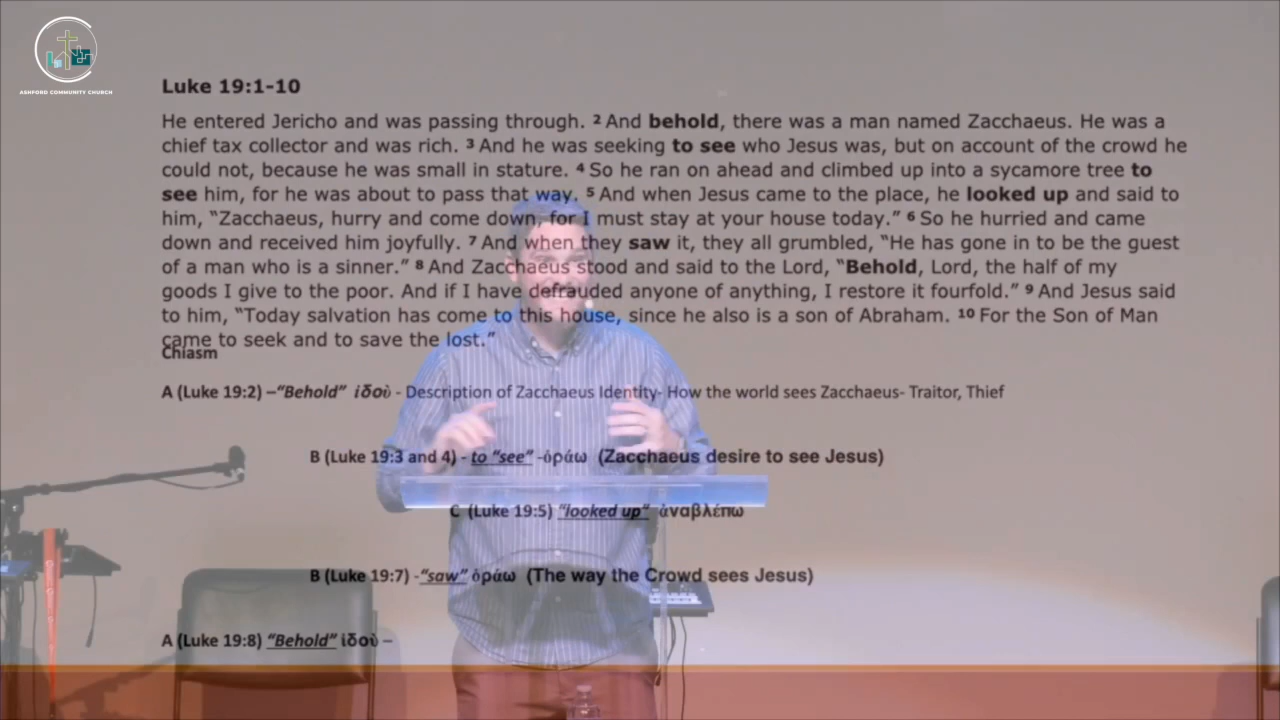 ASHFORD COMMUNITY CHURCH
Luke 19:1-10
He entered Jericho and was passing through. ² And behold, there was a man named Zacchaeus. He was a
chief tax collector and was rich. ³ And he was seeking to see who Jesus was, but on account of the crowd he
could not, because he was small in stature. ⁴ So he ran on ahead and climbed up into a sycamore tree to
see him, for he was about to pass that way. ⁵ And when Jesus came to the place, he looked up and said to
him, “Zacchaeus, hurry and come down, for I must stay at your house today.” ⁶ So he hurried and came
down and received him joyfully. ⁷ And when they saw it, they all grumbled, “He has gone in to be the guest
of a man who is a sinner.” ⁸ And Zacchaeus stood and said to the Lord, “Behold, Lord, the half of my
goods I give to the poor. And if I have defrauded anyone of anything, I restore it fourfold.” ⁹ And Jesus said
to him, “Today salvation has come to this house, since he also is a son of Abraham. ¹⁰ For the Son of Man
came to seek and to save the lost.”
Chiasm
A (Luke 19:2) –“Behold” ἰδοὺ - Description of Zacchaeus Identity- How the world sees Zacchaeus- Traitor, Thief
B (Luke 19:3 and 4) - to “see” -ὁράω (Zacchaeus desire to see Jesus)
C (Luke 19:5) “looked up” ἀναβλέπω
B (Luke 19:7) -“saw” ὁράω (The way the Crowd sees Jesus)
A (Luke 19:8) “Behold” ἰδοὺ –